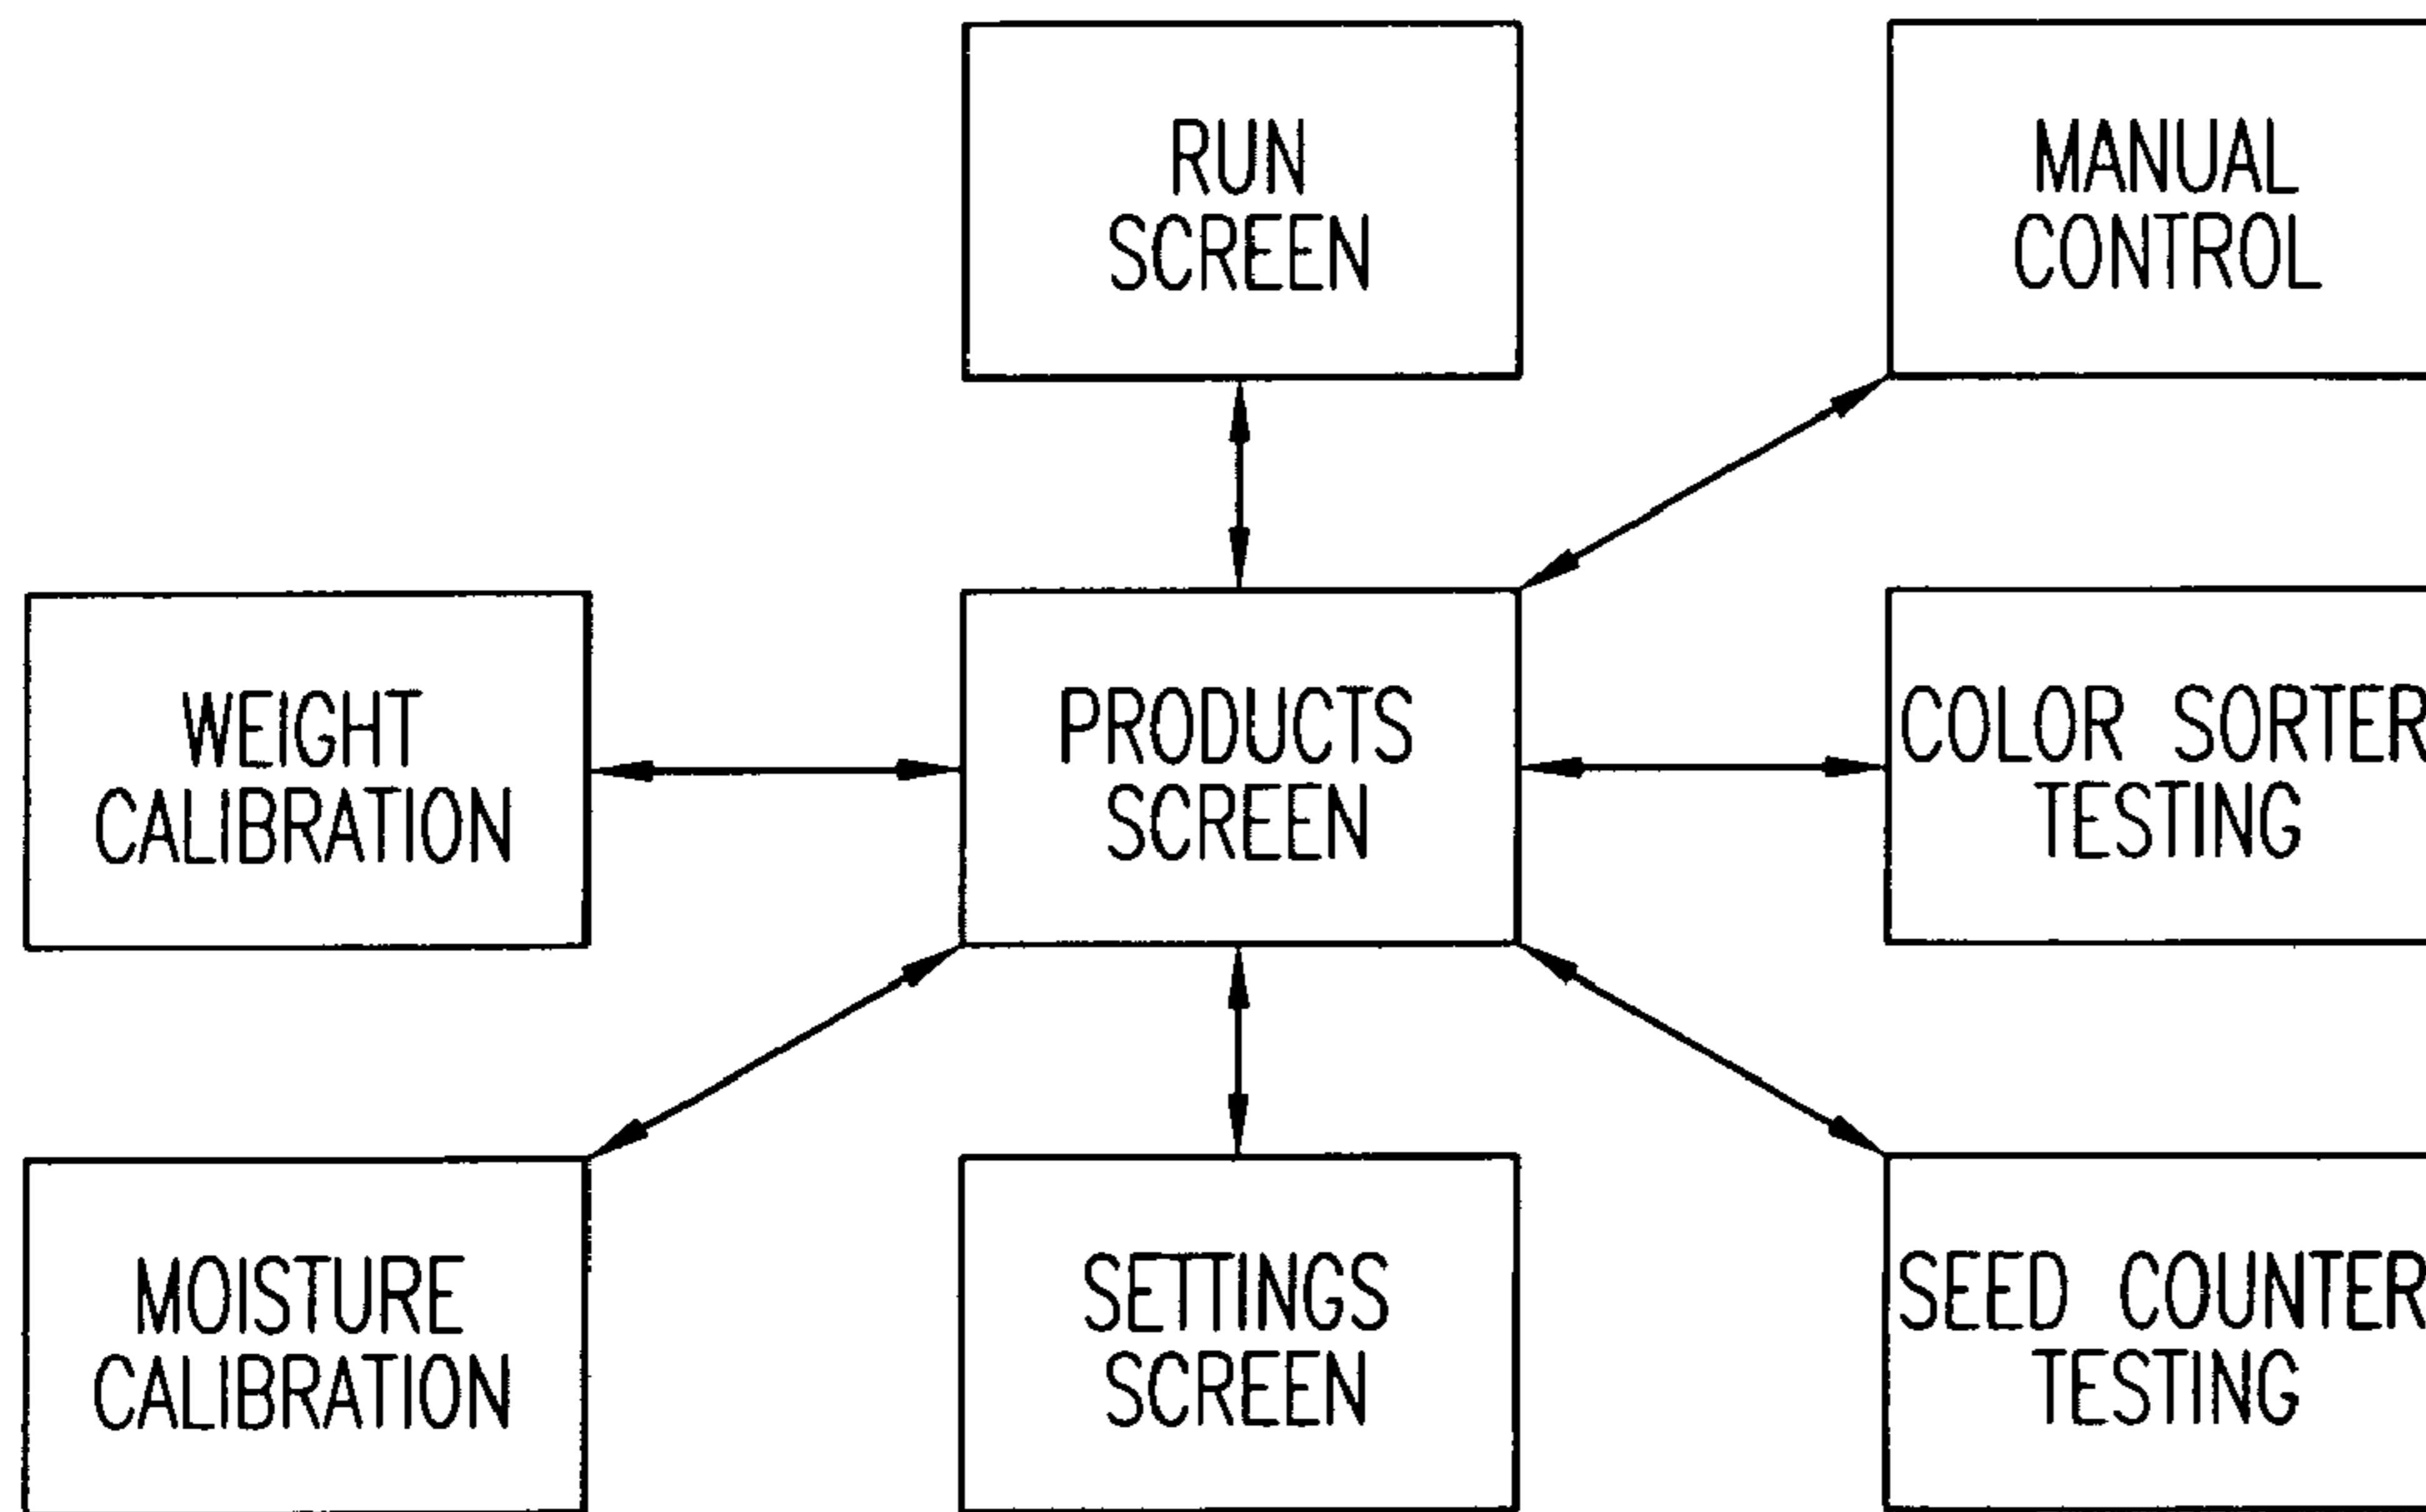 RUN
SCREEN
MANUAL
CONTROL
WEIGHT
CALIBRATION
PRODUCTS
SCREEN
COLOR SORTER
TESTING
MOISTURE
CALIBRATION
SETTINGS
SCREEN
SEED COUNTER
TESTING